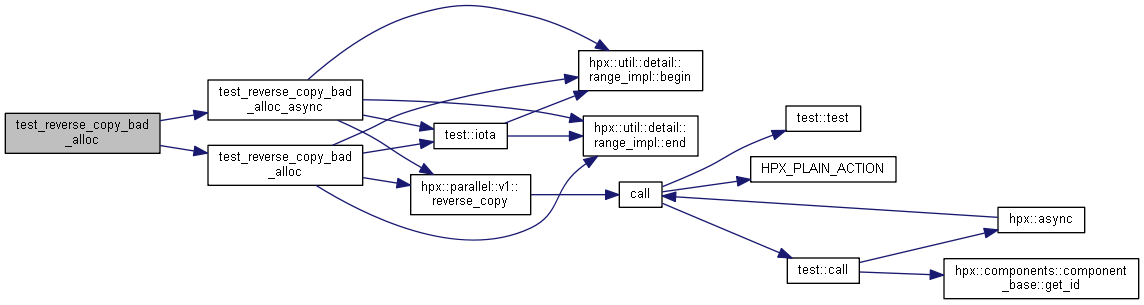 test_reverse_copy_bad
_alloc
test_reverse_copy_bad
_alloc_async
test_reverse_copy_bad
_alloc
hpx::util::detail::
range_impl::begin
test::iota
hpx::util::detail::
range_impl::end
hpx::parallel::v1::
reverse_copy
call
test::test
HPX_PLAIN_ACTION
test::call
hpx::async
hpx::components::component
_base::get_id